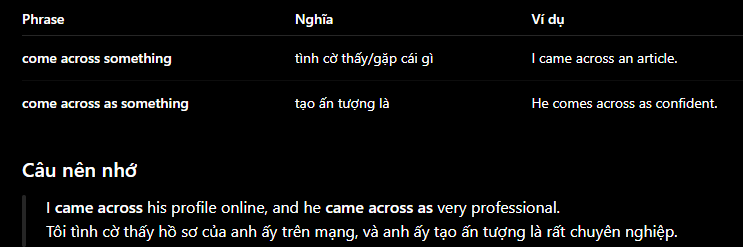 Phrase Nghĩa Ví dụ
come across something tình cờ thấy/gặp cái gì I came across an article.
come across as something tạo ấn tượng là He comes across as confident.
Câu nên nhớ
I came across his profile online, and he came across as very professional.
Tôi tình cờ thấy hồ sơ của anh ấy trên mạng, và anh ấy tạo ấn tượng là rất chuyên nghiệp.